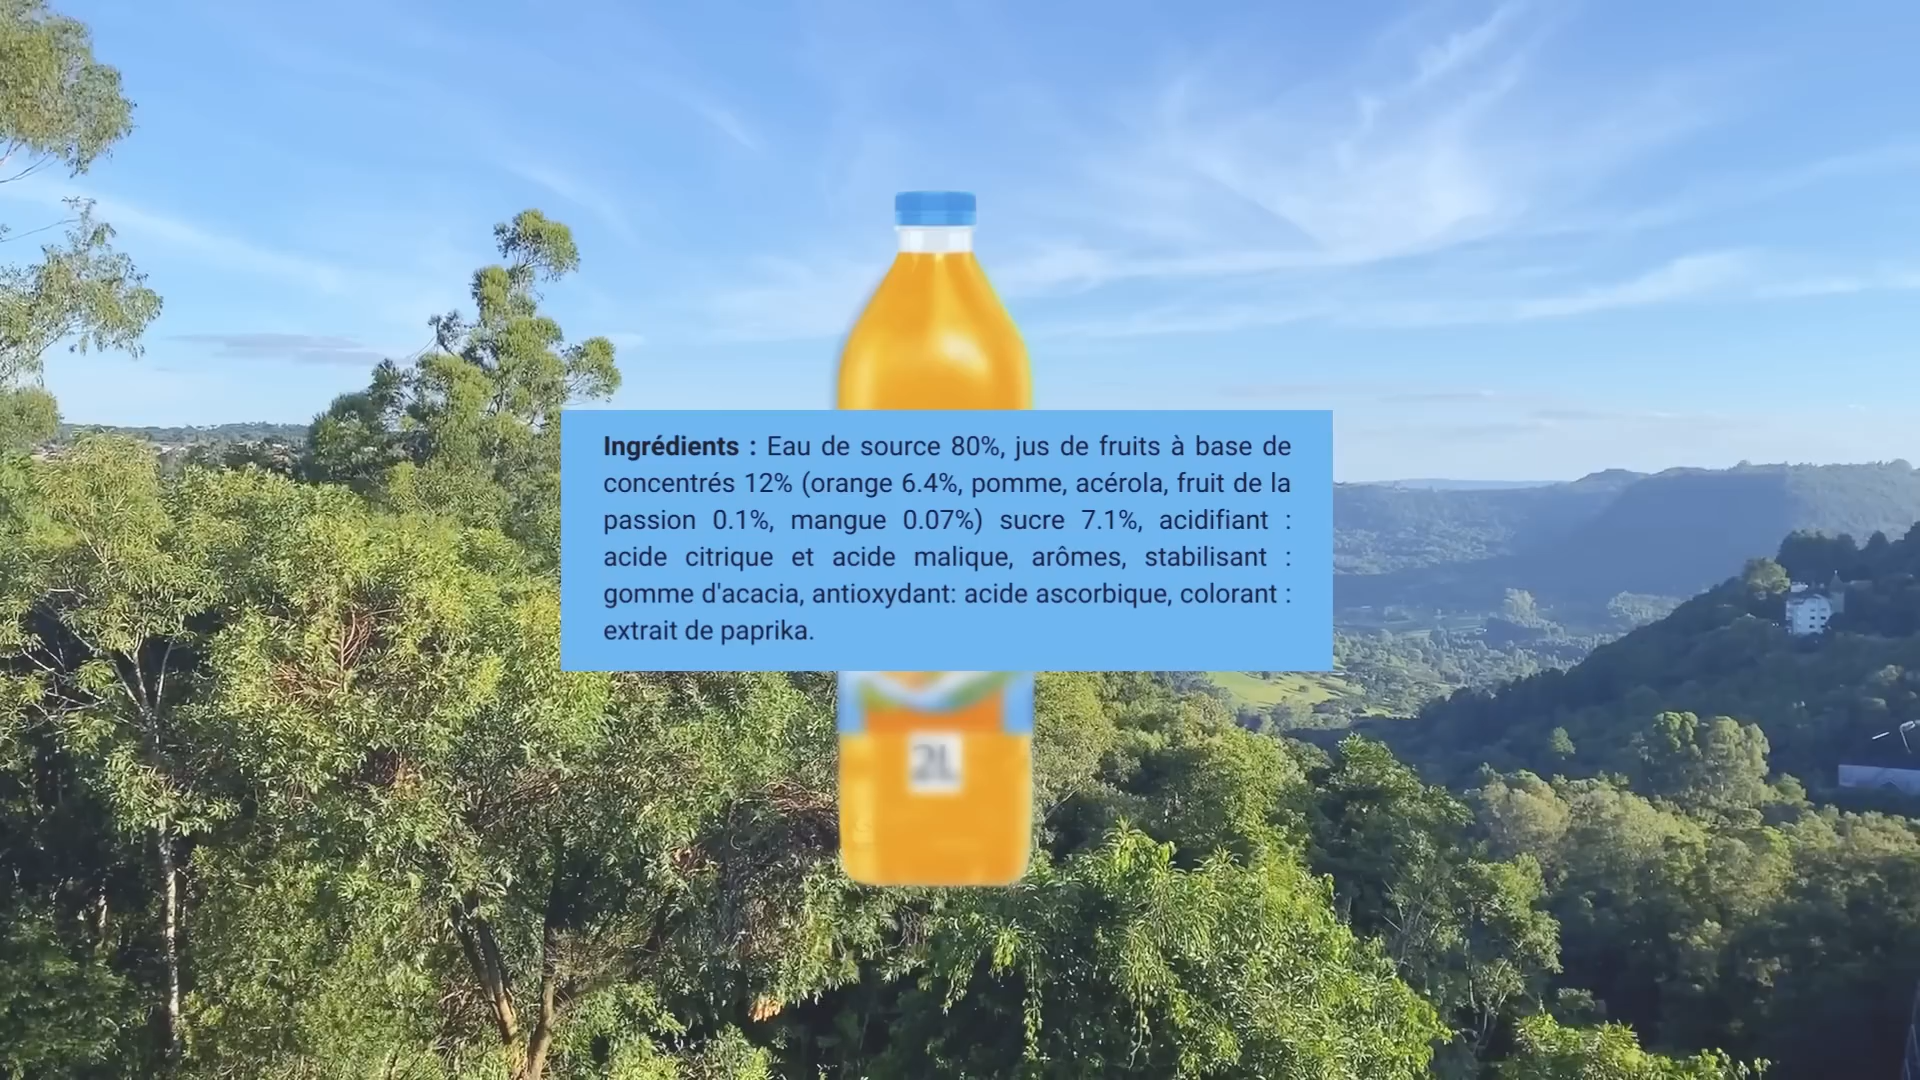 Ingrédients : Eau de source 80%, jus de fruits à base de
concentrés 12% (orange 6.4%, pomme, acérola, fruit de la
passion 0.1%, mangue 0.07%) sucre 7.1%, acidifiant :
acide citrique et acide malique, arômes, stabilisant :
gomme d'acacia, antioxydant: acide ascorbique, colorant :
extrait de paprika.
2L